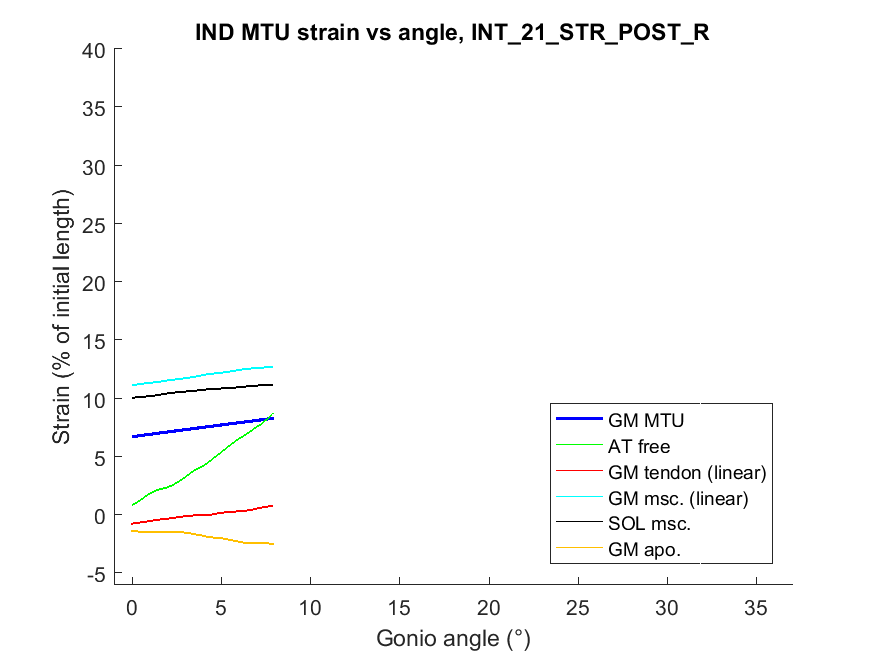 IND MTU strain vs angle, INT_21_STR_POST_R
40
35
30
25
20
15
10
5
0
-5
Strain (% of initial length)
0 5 10 15 20 25 30 35
Gonio angle (°)
GM MTU
AT free
GM tendon (linear)
GM msc. (linear)
SOL msc.
GM apo.